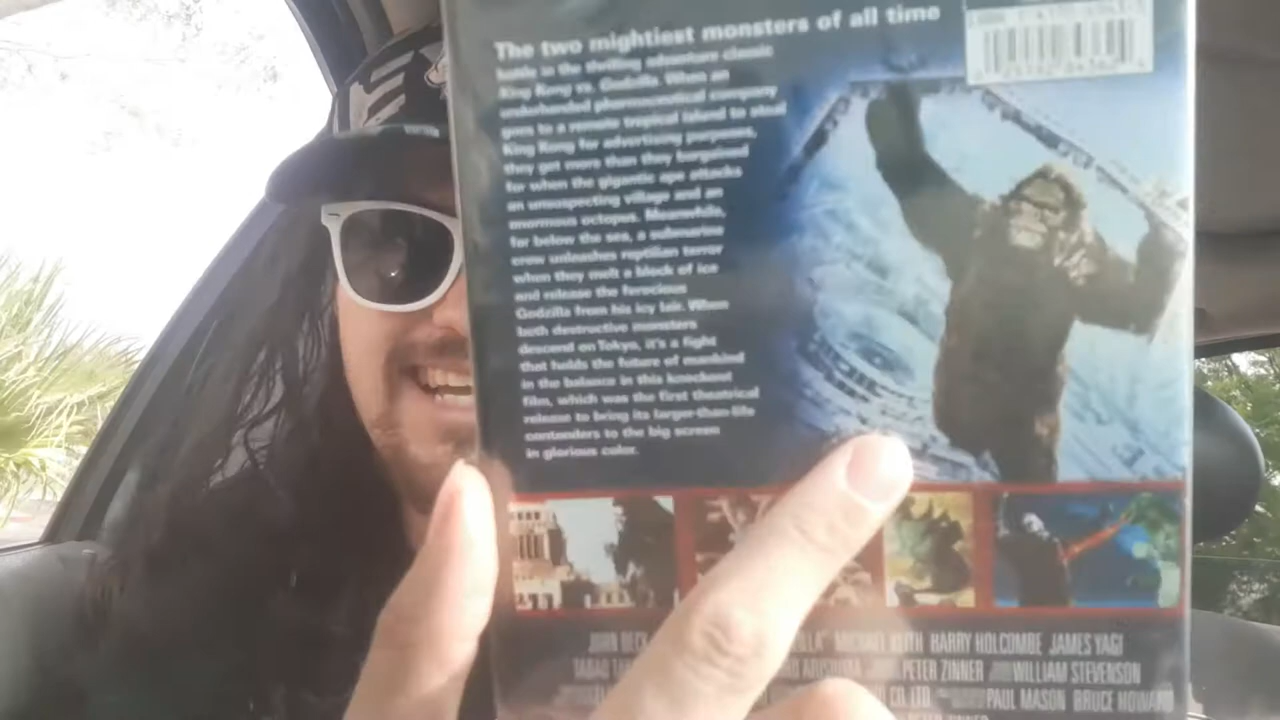 The two mightiest monsters of all time
battle in the thrilling adventure classic
King Kong vs. Godzilla. When an
underhanded pharmaceutical company
goes to a remote tropical island to steal
King Kong for advertising purposes,
they get more than they bargained
for when the gigantic ape attacks
an unsuspecting village and an
enormous octopus. Meanwhile,
far below the sea, a submarine
crew unleashes reptilian terror
when they melt a block of ice
and release the ferocious
Godzilla from his icy lair. When
both destructive monsters
descend on Tokyo, it's a fight
that holds the future of mankind
in the balance in this knockout
film, which was the first theatrical
release to bring its larger-than-life
contenders to the big screen
in glorious color.
JOHN BECK MICHAEL KEITH HARRY HOLCOMBE JAMES YAGI
PETER ZINNER WILLIAM STEVENSON
CO. LTD. PAUL MASON BRUCE HOWARD